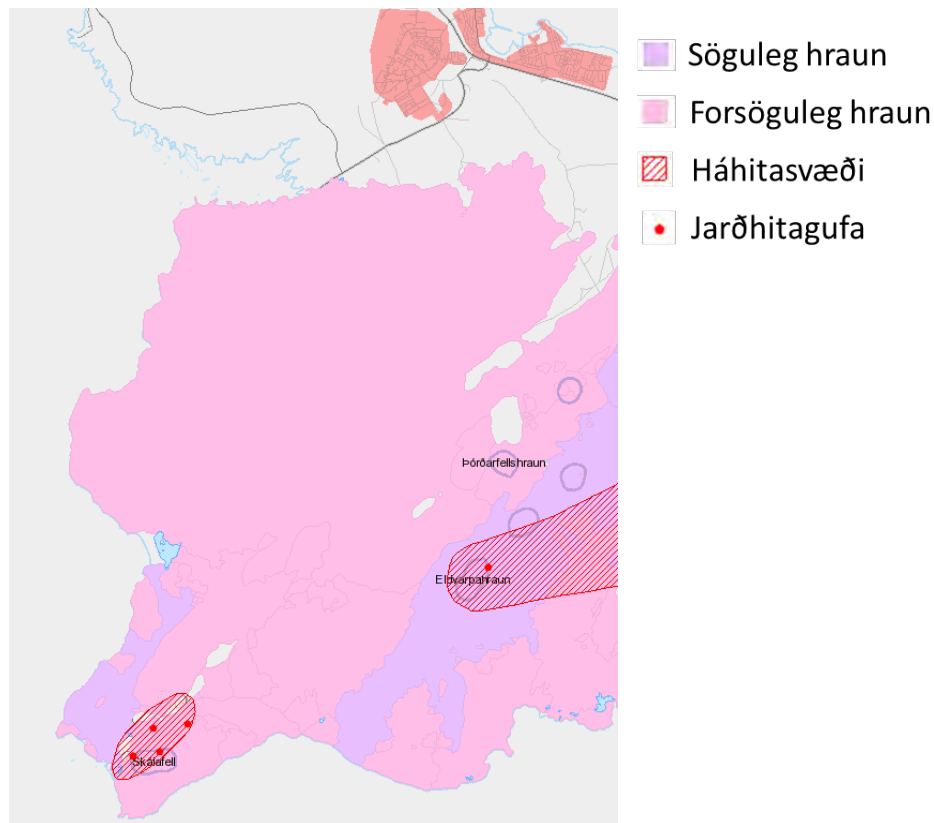 Söguleg hraun
Forsöguleg hraun
Háhitasvæði
Jarðhitagufa
Þórðarfellshraun
Eldvarpahraun
Skálafell